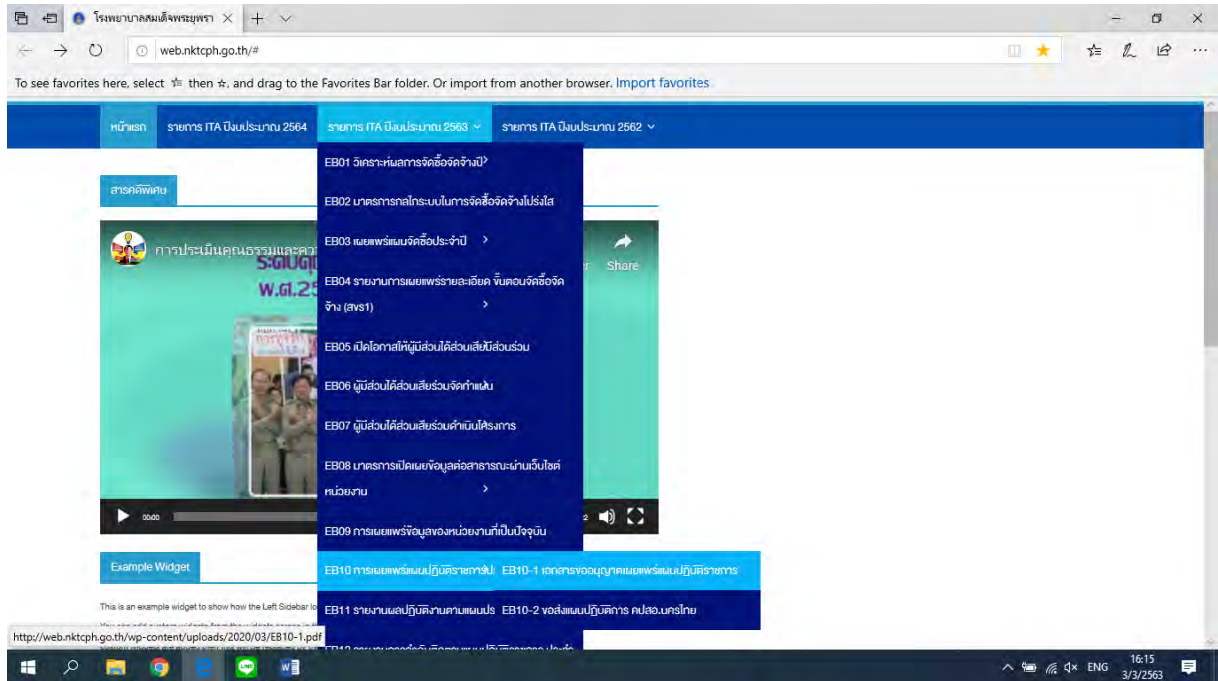 โรงพยาบาลสมเด็จพระยุพรา
web.nktcph.go.th/#
To see favorites here, select then, and drag to the Favorites Bar folder. Or import from another browser. Import favorites
หน้าแรก รายการ ITA ปีงบประมาณ 2564 รายการ ITA ปีงบประมาณ 2563 รายการ ITA ปีงบประมาณ 2562
EB01 วิเคราะห์ผลการจัดซื้อจัดจ้างปี
สารคดีพิเศษ
EB02 มาตรการกลไกระบบในการจัดซื้อจัดจ้างโปร่งใส
การประเมินคุณธรรมและควา
EB03 เผยแพร่แผนจัดซื้อประจำปี
Share
พ.ศ.25
EB04 รายงานการเผยแพร่รายละเอียด ขั้นตอนจัดซื้อจัด
จ้าง (สขร1)
EB05 เปิดโอกาสให้ผู้มีส่วนได้ส่วนเสียมีส่วนร่วม
EB06 ผู้มีส่วนได้ส่วนเสียร่วมจัดทำแผน
EB07 ผู้มีส่วนได้ส่วนเสียร่วมดำเนินโครงการ
EB08 มาตรการเปิดเผยข้อมูลต่อสาธารณะผ่านเว็บไซต์
หน่วยงาน
00:00
EB09 การเผยแพร่ข้อมูลของหน่วยงานที่เป็นปัจจุบัน
Example Widget
EB10 การเผยแพร่แผนปฏิบัติราชการ EB10-1 เอกสารขออนุญาตเผยแพร่แผนปฏิบัติราชการ
This is an example widget to show how the Left Sidebar lo
EB11 รายงานผลปฏิบัติงานตามแผนปร EB10-2 ขอส่งแผนปฏิบัติการ คปสอ.นครไทย
http://web.nktcph.go.th/wp-content/uploads/2020/03/EB10-1.pdf
ENG
16:15
3/3/2563